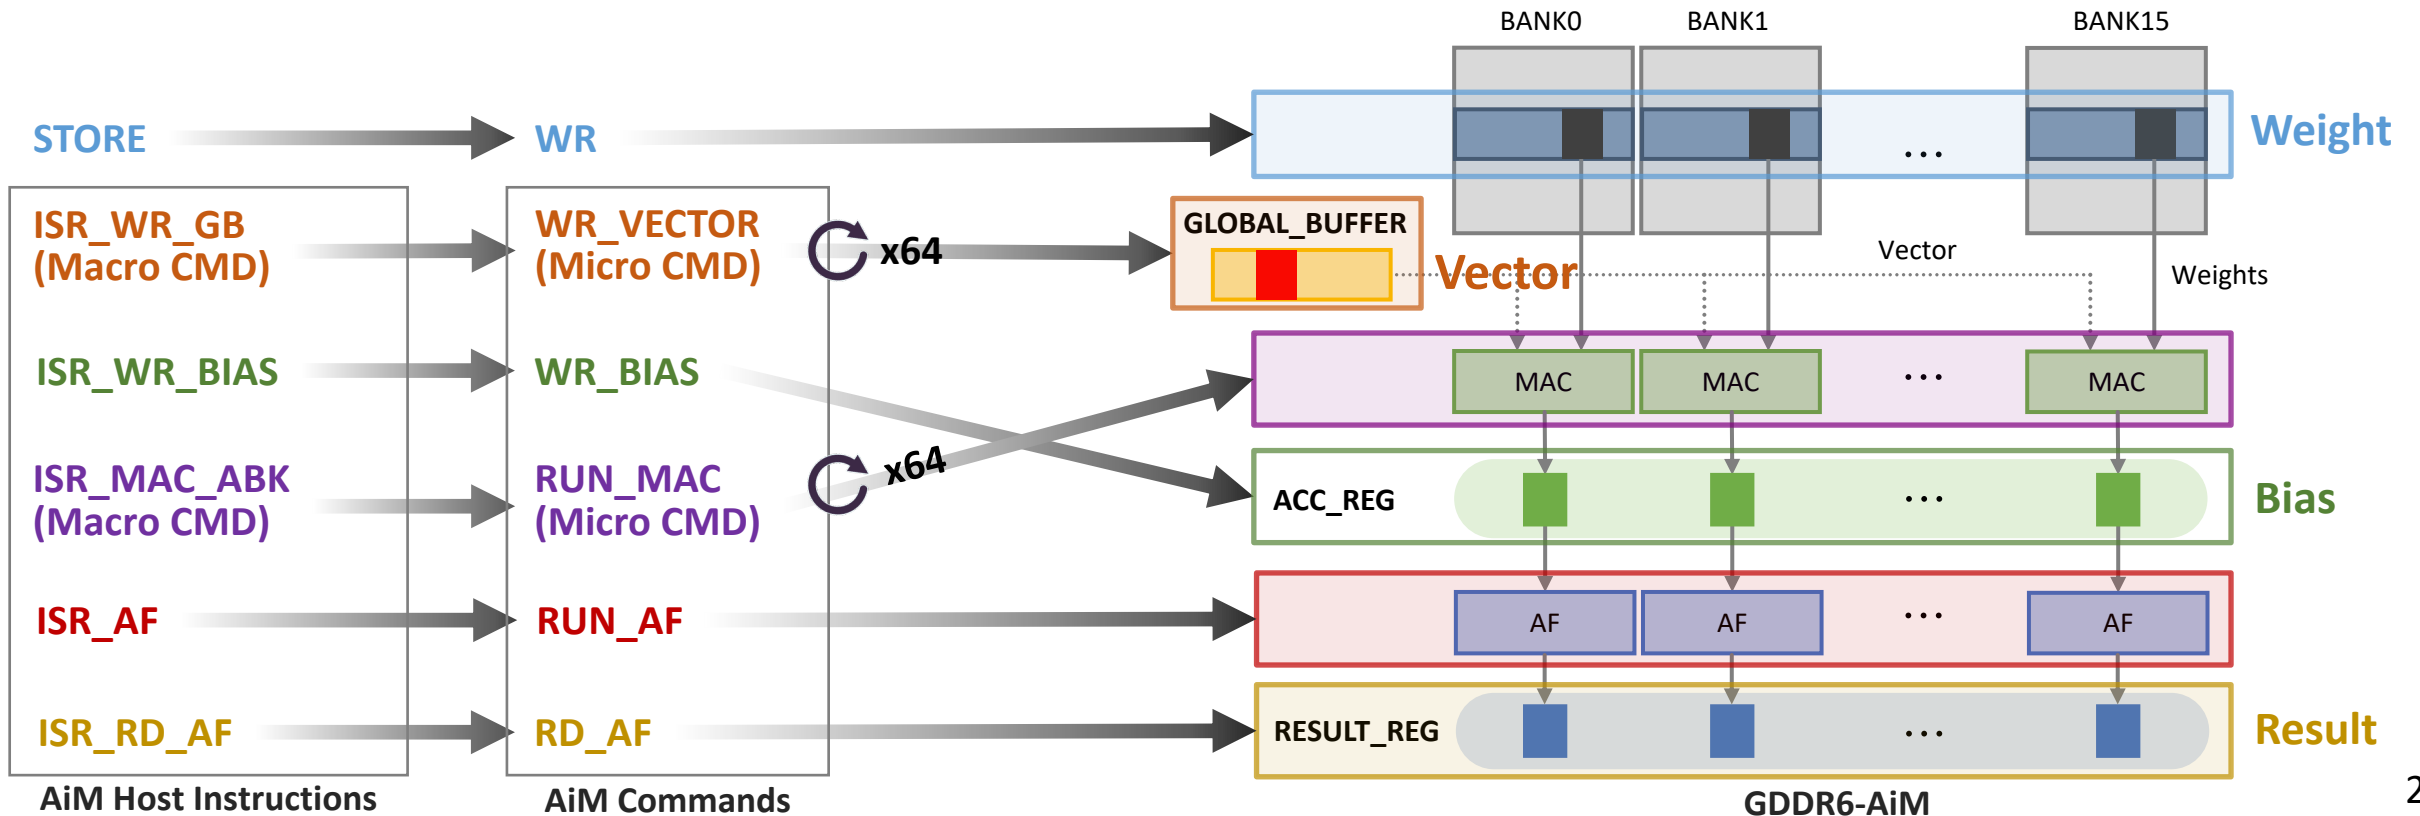 BANK0
BANK1
BANK15
STORE
WR
...
Weight
ISR_WR_GB
(Macro CMD)
WR_VECTOR
(Micro CMD)
x64
GLOBAL_BUFFER
Vector
Vector
Weights
ISR_WR_BIAS
WR_BIAS
MAC
MAC
...
MAC
ISR_MAC_ABK
(Macro CMD)
RUN_MAC
(Micro CMD)
x64
ACC_REG
...
Bias
ISR_AF
RUN_AF
AF
AF
...
AF
ISR_RD_AF
RD_AF
RESULT_REG
...
Result
AiM Host Instructions
AiM Commands
GDDR6-AiM
2